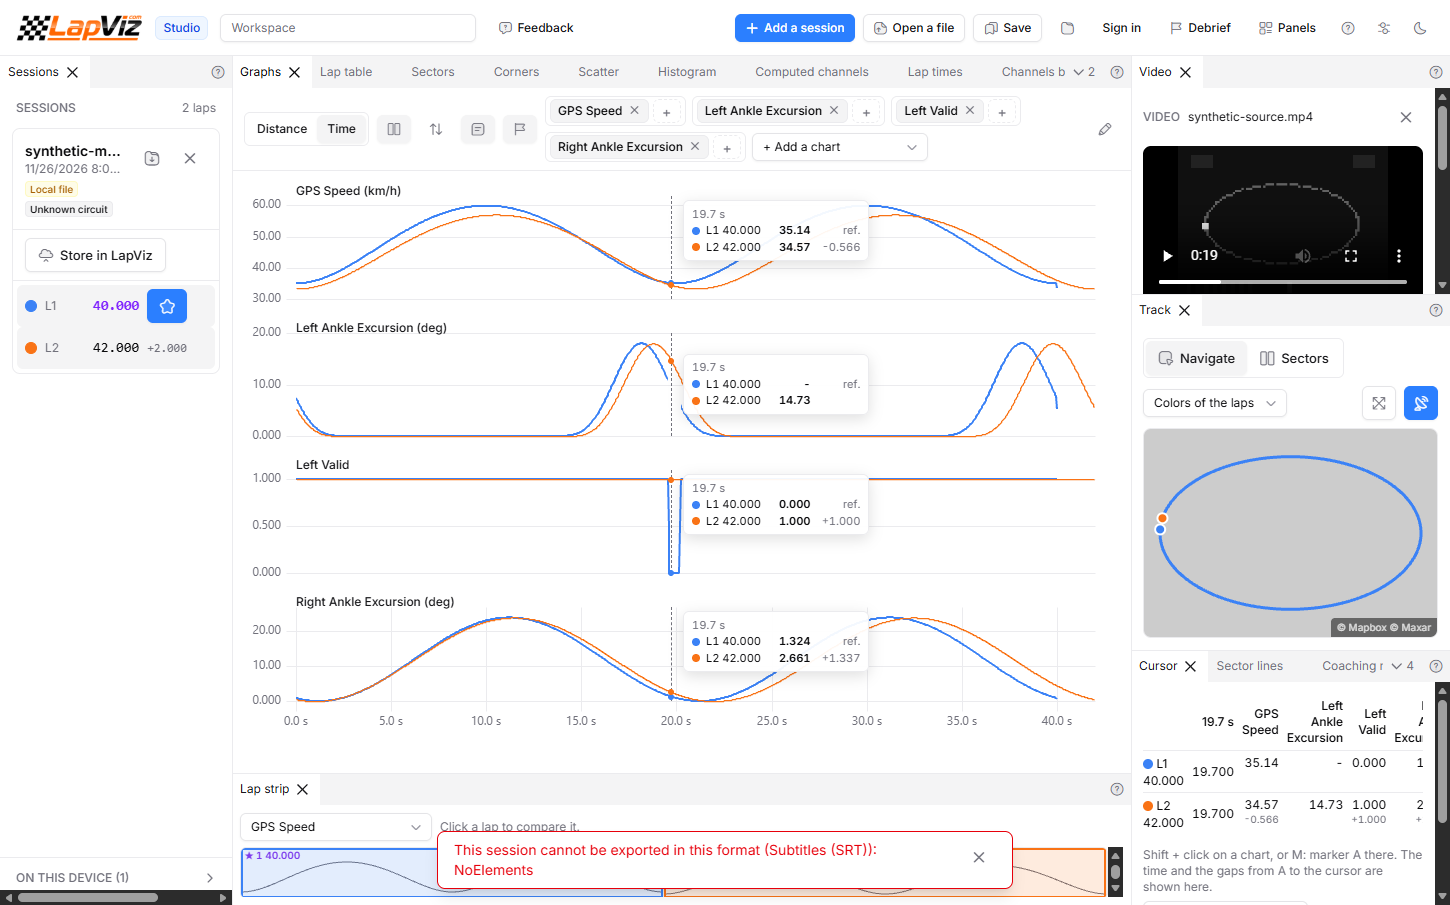 LapViz.com
Studio
Workspace
Feedback
Add a session
Open a file
Save
Sign in
Debrief
Panels
Sessions
SESSIONS
2 laps
synthetic-m...
11/26/2026 8:0...
Local file
Unknown circuit
Store in LapViz
L1 40.000
L2 42.000 +2.000
ON THIS DEVICE (1)
Graphs
Lap table
Sectors
Corners
Scatter
Histogram
Computed channels
Lap times
Channels b
2
Distance
Time
GPS Speed
+
Left Ankle Excursion
+
Left Valid
+
Right Ankle Excursion
+
+ Add a chart
GPS Speed (km/h)
60.00
50.00
40.00
30.00
19.7 s
L1 40.000 35.14 ref.
L2 42.000 34.57 -0.566
Left Ankle Excursion (deg)
20.00
10.00
0.000
19.7 s
L1 40.000 - ref.
L2 42.000 14.73
Left Valid
1.000
0.500
0.000
19.7 s
L1 40.000 0.000 ref.
L2 42.000 1.000 +1.000
Right Ankle Excursion (deg)
20.00
10.00
0.000
19.7 s
L1 40.000 1.324 ref.
L2 42.000 2.661 +1.337
0.0 s 5.0 s 10.0 s 15.0 s 20.0 s 25.0 s 30.0 s 35.0 s 40.0 s
Lap strip
GPS Speed
Click a lap to compare it.
★ 1 40.000
This session cannot be exported in this format (Subtitles (SRT)):
NoElements
Video
VIDEO synthetic-source.mp4
0:19
Track
Navigate
Sectors
Colors of the laps
© Mapbox © Maxar
Cursor
Sector lines
Coaching r
4
19.7 s
GPS
Speed
Left
Ankle
Excursion
Left
Valid
Excu
L1
40.000
19.700 35.14 - 0.000 1
L2
42.000
19.700 34.57 14.73 1.000 2
-0.566 +1.000 +
Shift + click on a chart, or M: marker A there. The
time and the gaps from A to the cursor are
shown here.